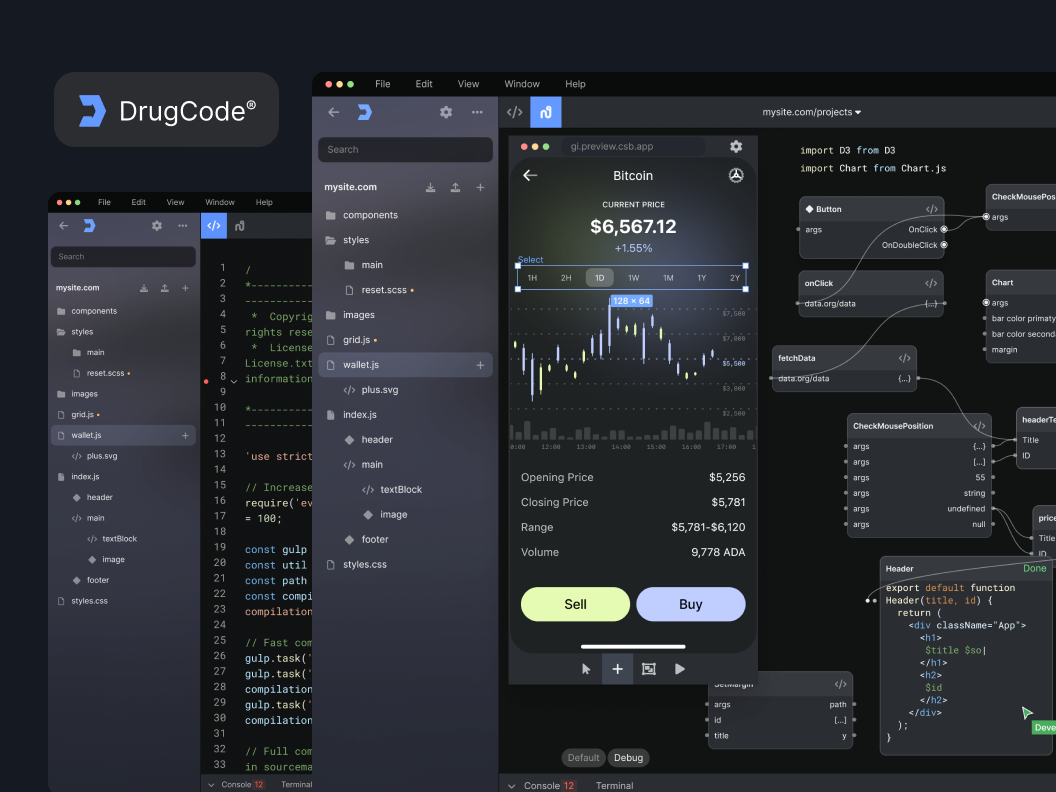 DrugCode®
File Edit View Window Help
Search
mysite.com
components
styles
main
reset.scss
images
grid.js
wallet.js
plus.svg
index.js
header
main
textBlock
image
footer
styles.css
1 /
2 *--------
3 ---------
4 * Copyrig
5 rights rese
6 * License
7 License.txt
8 information
9
10 *--------
11 ---------
12
13 'use strict
14
15 // Increase
16 require('ev
17 = 100;
18
19 const gulp
20 const util
21 const path
22 const compi
23 compilation
24
25 // Fast com
26 gulp.task('
27 gulp.task('
28 compilation
29 gulp.task('
30 compilation
31
32 // Full com
33 in sourcema
Console 12 Terminal
File Edit View Window Help
Search
mysite.com
components
styles
main
reset.scss
images
grid.js
wallet.js
plus.svg
index.js
header
main
textBlock
image
footer
styles.css
mysite.com/projects
gi.preview.csb.app
Bitcoin
CURRENT PRICE
$6,567.12
+1.55%
Select
1H 2H 1D 1W 1M 1Y 2Y
128 × 64
$7,500
$7,000
$5,500
$3,000
$2,500
0:00 12:00 13:00 14:00 15:00 16:00 17:00 1
Opening Price $5,256
Closing Price $5,781
Range $5,781-$6,120
Volume 9,778 ADA
Sell Buy
import D3 from D3
import Chart from Chart.js
Button
args OnClick
OnDoubleClick
CheckMousePos
args
onClick
data.org/data {...}
Chart
args
bar color primaty
bar color second
margin
fetchData
data.org/data {...}
CheckMousePosition
args {...}
args [...]
args 55
args string
args undefined
args null
headerTe
Title
ID
price
Title
ID
Header Done
export default function
Header(title, id) {
return (
<div className="App">
<h1>
$title $so|
</h1>
<h2>
$id
</h2>
</div>
);
}
Deve
SetMargin
args path
id [...]
title y
Default Debug
Console 12 Terminal